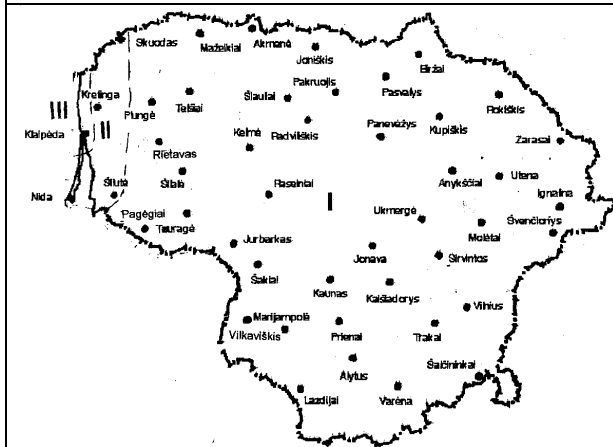 Skuodas
Mažeikiai
Akmenė
Joniškis
Biržai
Pakruojis
Pasvalys
Kretinga
Plungė
Telšiai
Šiauliai
Rokiškis
III
Radviliškis
Kupiškis
Klaipėda
II
Kelmė
Panevėžys
Zarasai
Rietavas
Šilutė
Šilalė
Raseiniai
Anykščiai
Utena
Ignalina
Nida
I
Pagėgiai
Tauragė
Ukmergė
Molėtai
Švenčionys
Jurbarkas
Jonava
Širvintos
Šakiai
Kaunas
Kaišiadorys
Vilnius
Marijampolė
Vilkaviškis
Prienai
Trakai
Alytus
Šalčininkai
Lazdijai
Varėna